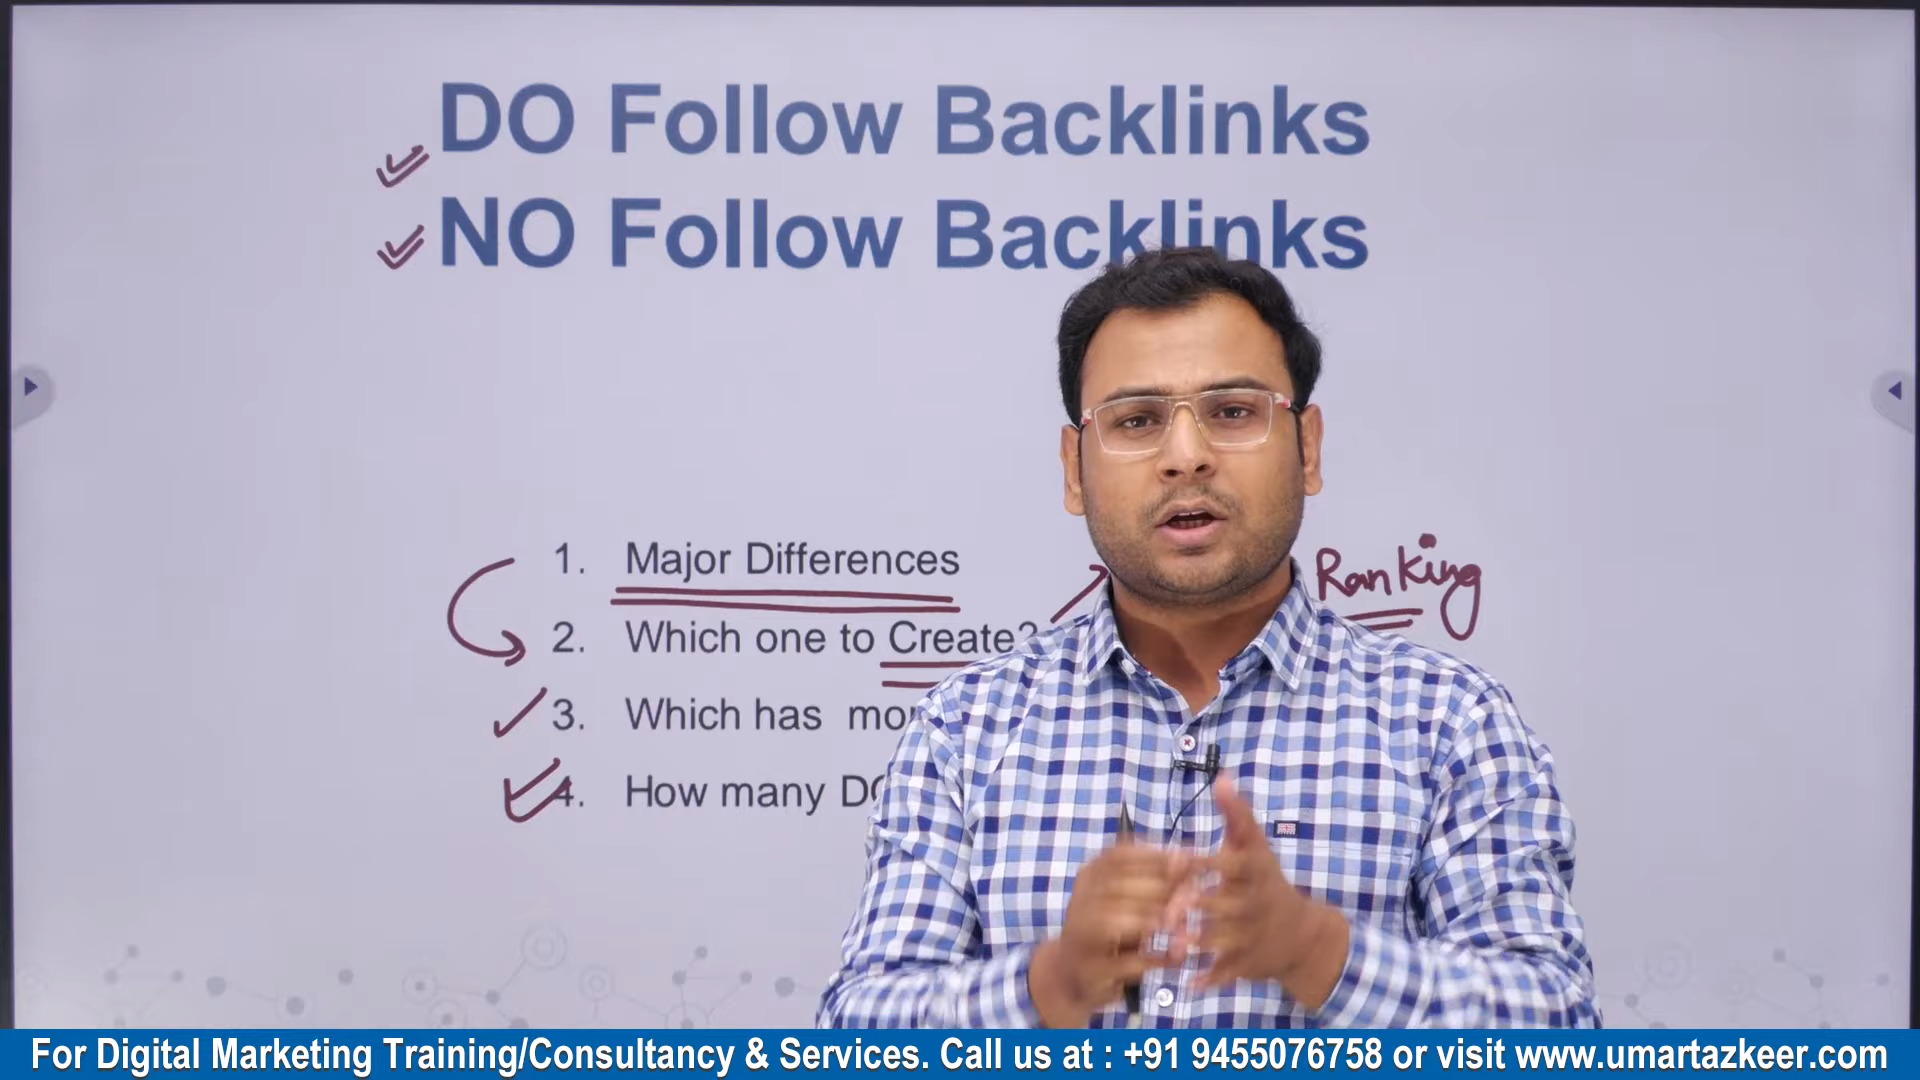 DO Follow Backlinks
NO Follow Backlinks
1. Major Differences
2. Which one to Create?
Ranking
3. Which has
4. How many
For Digital Marketing Training/Consultancy & Services. Call us at : +91 9455076758 or visit www.umartazkeer.com